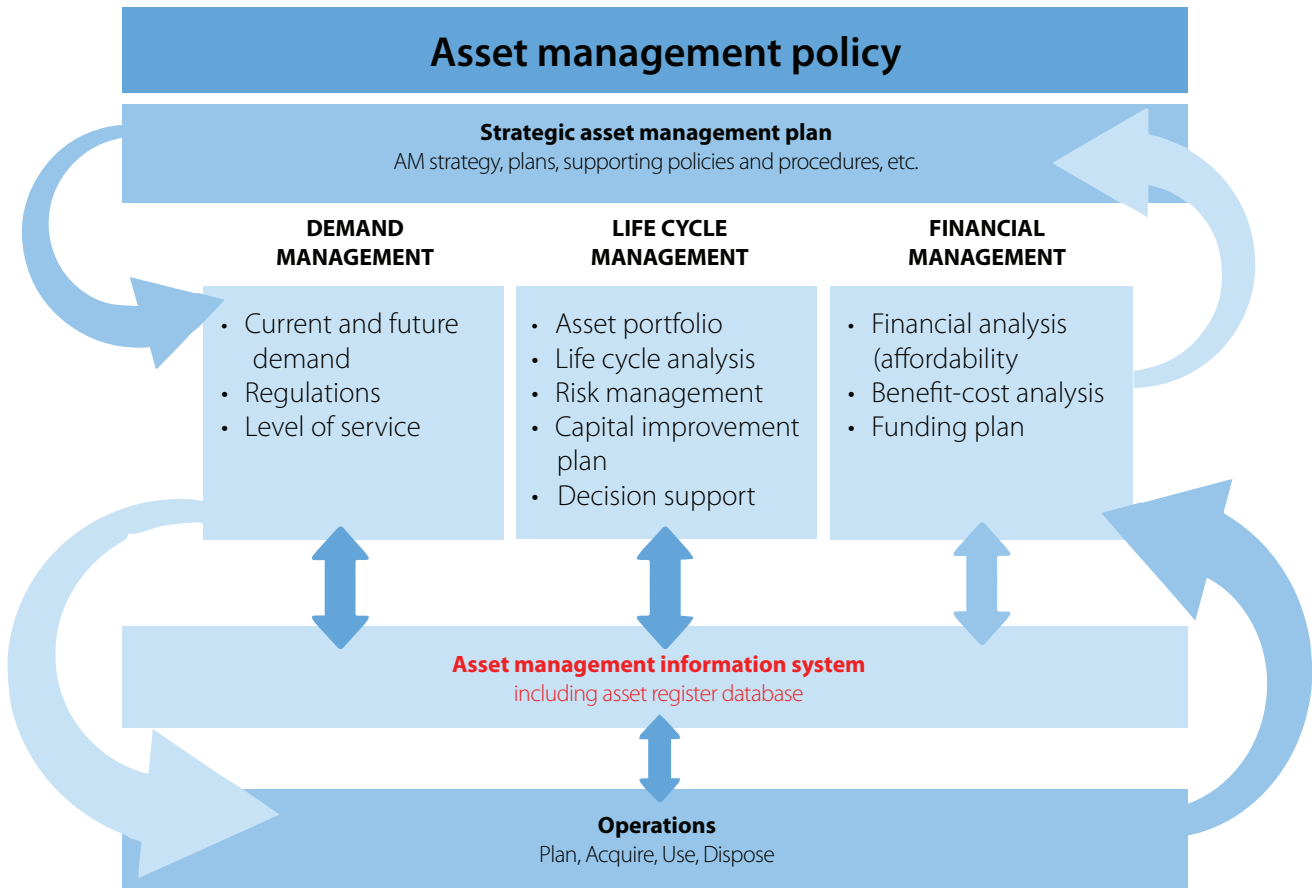 Asset management policy
Strategic asset management plan
AM strategy, plans, supporting policies and procedures, etc.
DEMAND
MANAGEMENT
• Current and future
demand
• Regulations
• Level of service
LIFE CYCLE
MANAGEMENT
• Asset portfolio
• Life cycle analysis
• Risk management
• Capital improvement
plan
• Decision support
FINANCIAL
MANAGEMENT
• Financial analysis
(affordability
• Benefit-cost analysis
• Funding plan
Asset management information system
including asset register database
Operations
Plan, Acquire, Use, Dispose